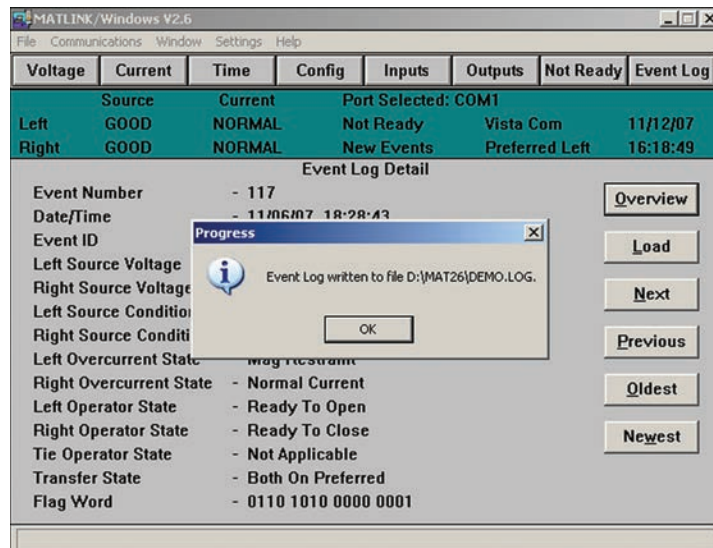 MATLINK/Windows V2.6
File Communications Window Settings Help
Voltage Current Time Config Inputs Outputs Not Ready Event Log
Source Current Port Selected: COM1
Left GOOD NORMAL Not Ready Vista Com 11/12/07
Right GOOD NORMAL New Events Preferred Left 16:18:49
Event Log Detail
Event Number - 117
Date/Time - 11/06/07 18:28:43
Event ID
Left Source Voltage
Right Source Voltage
Left Source
Right Source
Left Overcurrent State - Mag Restraint
Right Overcurrent State - Normal Current
Left Operator State - Ready To Open
Right Operator State - Ready To Close
Tie Operator State - Not Applicable
Transfer State - Both On Preferred
Flag Word - 0110 1010 0000 0001
Overview
Load
Next
Previous
Oldest
Newest
Progress
Event Log written to file D:\MAT26\DEMO.LOG.
OK